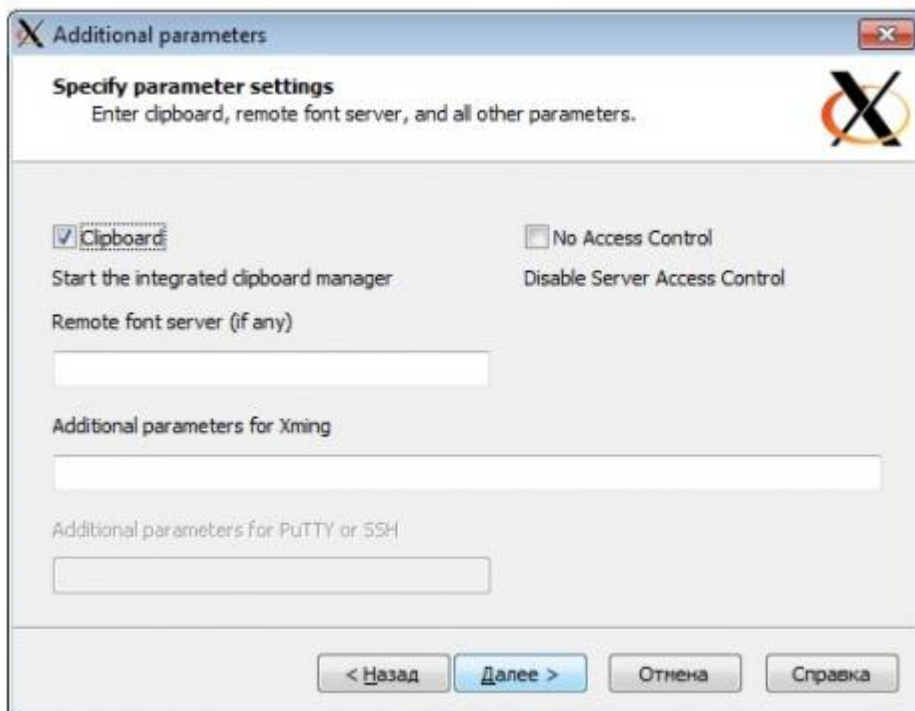 Additional parameters
Specify parameter settings
Enter clipboard, remote font server, and all other parameters.
Clipboard
No Access Control
Start the integrated clipboard manager
Disable Server Access Control
Remote font server (if any)
Additional parameters for Xming
Additional parameters for PuTTY or SSH
< Назад
Далее >
Отмена
Справка